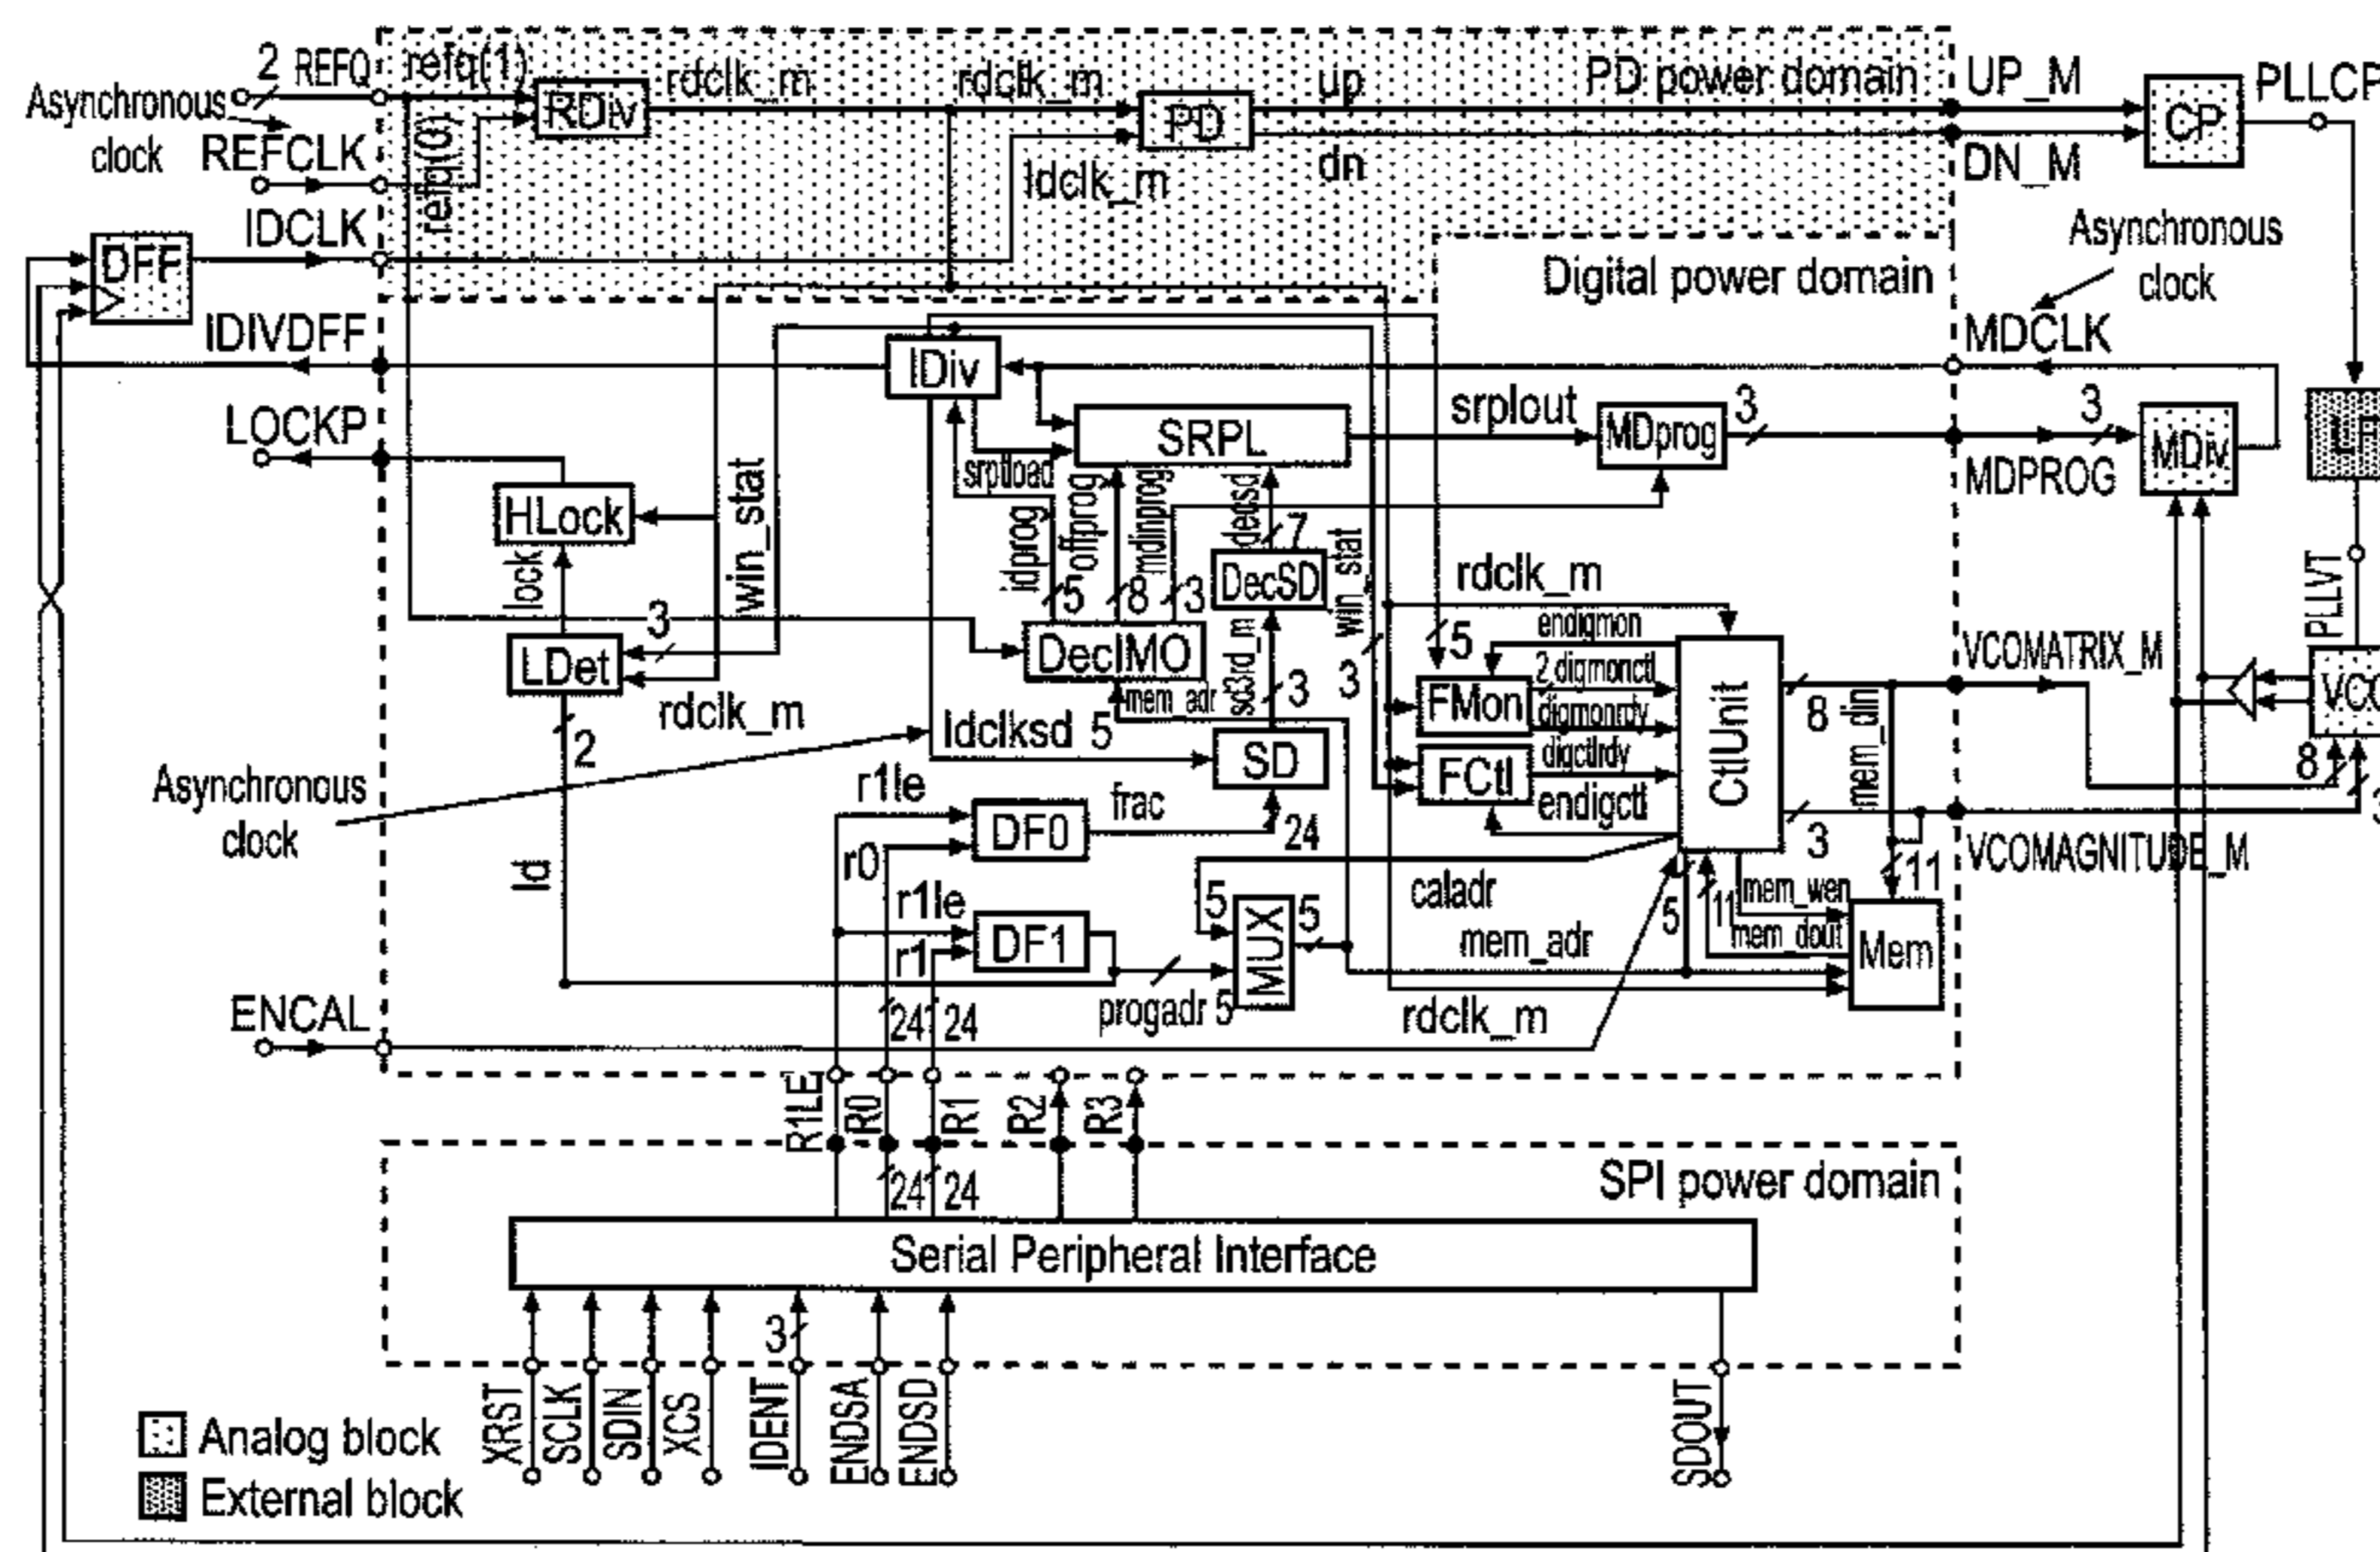 2 REFQ
refq(1)
rdclk_m
rdclk_m
up
PD power domain
UP_M
PLLCP
Asynchronous
clock
RDiv
PD
CP
REFCLK
refq(0)
ldclk_m
dn
DN_M
IDCLK
DFF
Digital power domain
Asynchronous
clock
IDIVDFF
MDCLK
IDiv
LOCKP
SRPL
srplout
MDprog
3
3
MDiv
MDPROG
srplload
HLock
win_stat
idprog
offprog
mdinprog
decsd
7
lock
5
8
3
DecSD
win_stat
rdclk_m
PLLVT
3
LDet
DecIMO
sd3rd_m
3
3
5
endigmon
2 digmonctl
digmonrdy
FMon
CtlUnit
VCOMATRIX_M
8
mem_din
VCO
rdclk_m
mem_adr
2
ldclksd
5
SD
FCtl
digctlrdy
endigctl
8
3
Asynchronous
clock
r1le
DF0
frac
24
3
VCOMAGNITUDE_M
r0
ld
r1le
DF1
r1
5
MUX
5
caladr
5
11
mem_wen
mem_dout
11
Mem
mem_adr
progadr 5
rdclk_m
24
24
ENCAL
R1LE
R0
R1
R2
R3
24
24
SPI power domain
Serial Peripheral Interface
3
XRST
SCLK
SDIN
XCS
IDENT
ENDSA
ENDSD
SDOUT
Analog block
External block